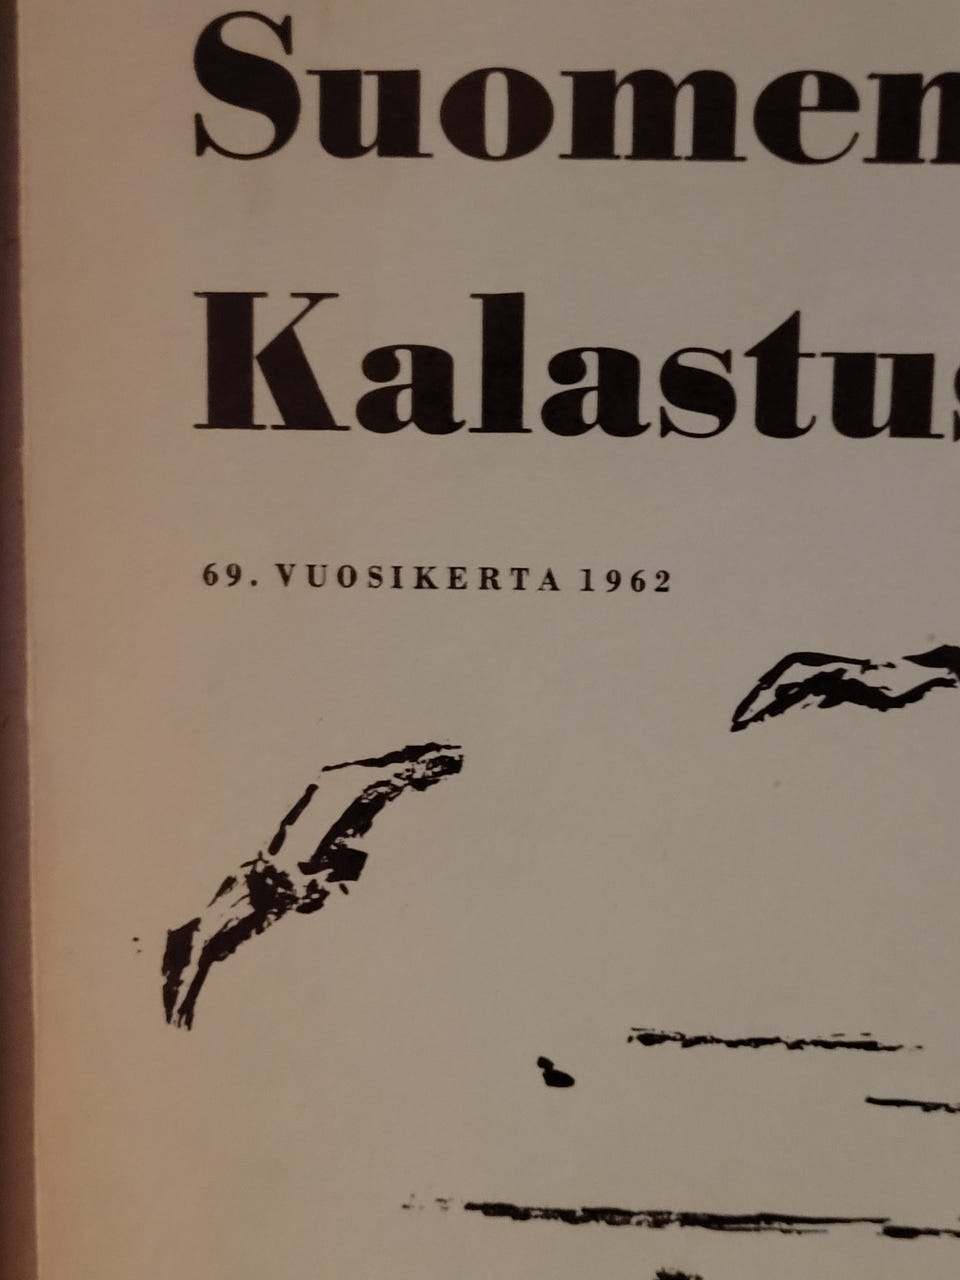 Suomen
Kalastus
69. VUOSIKERTA 1962